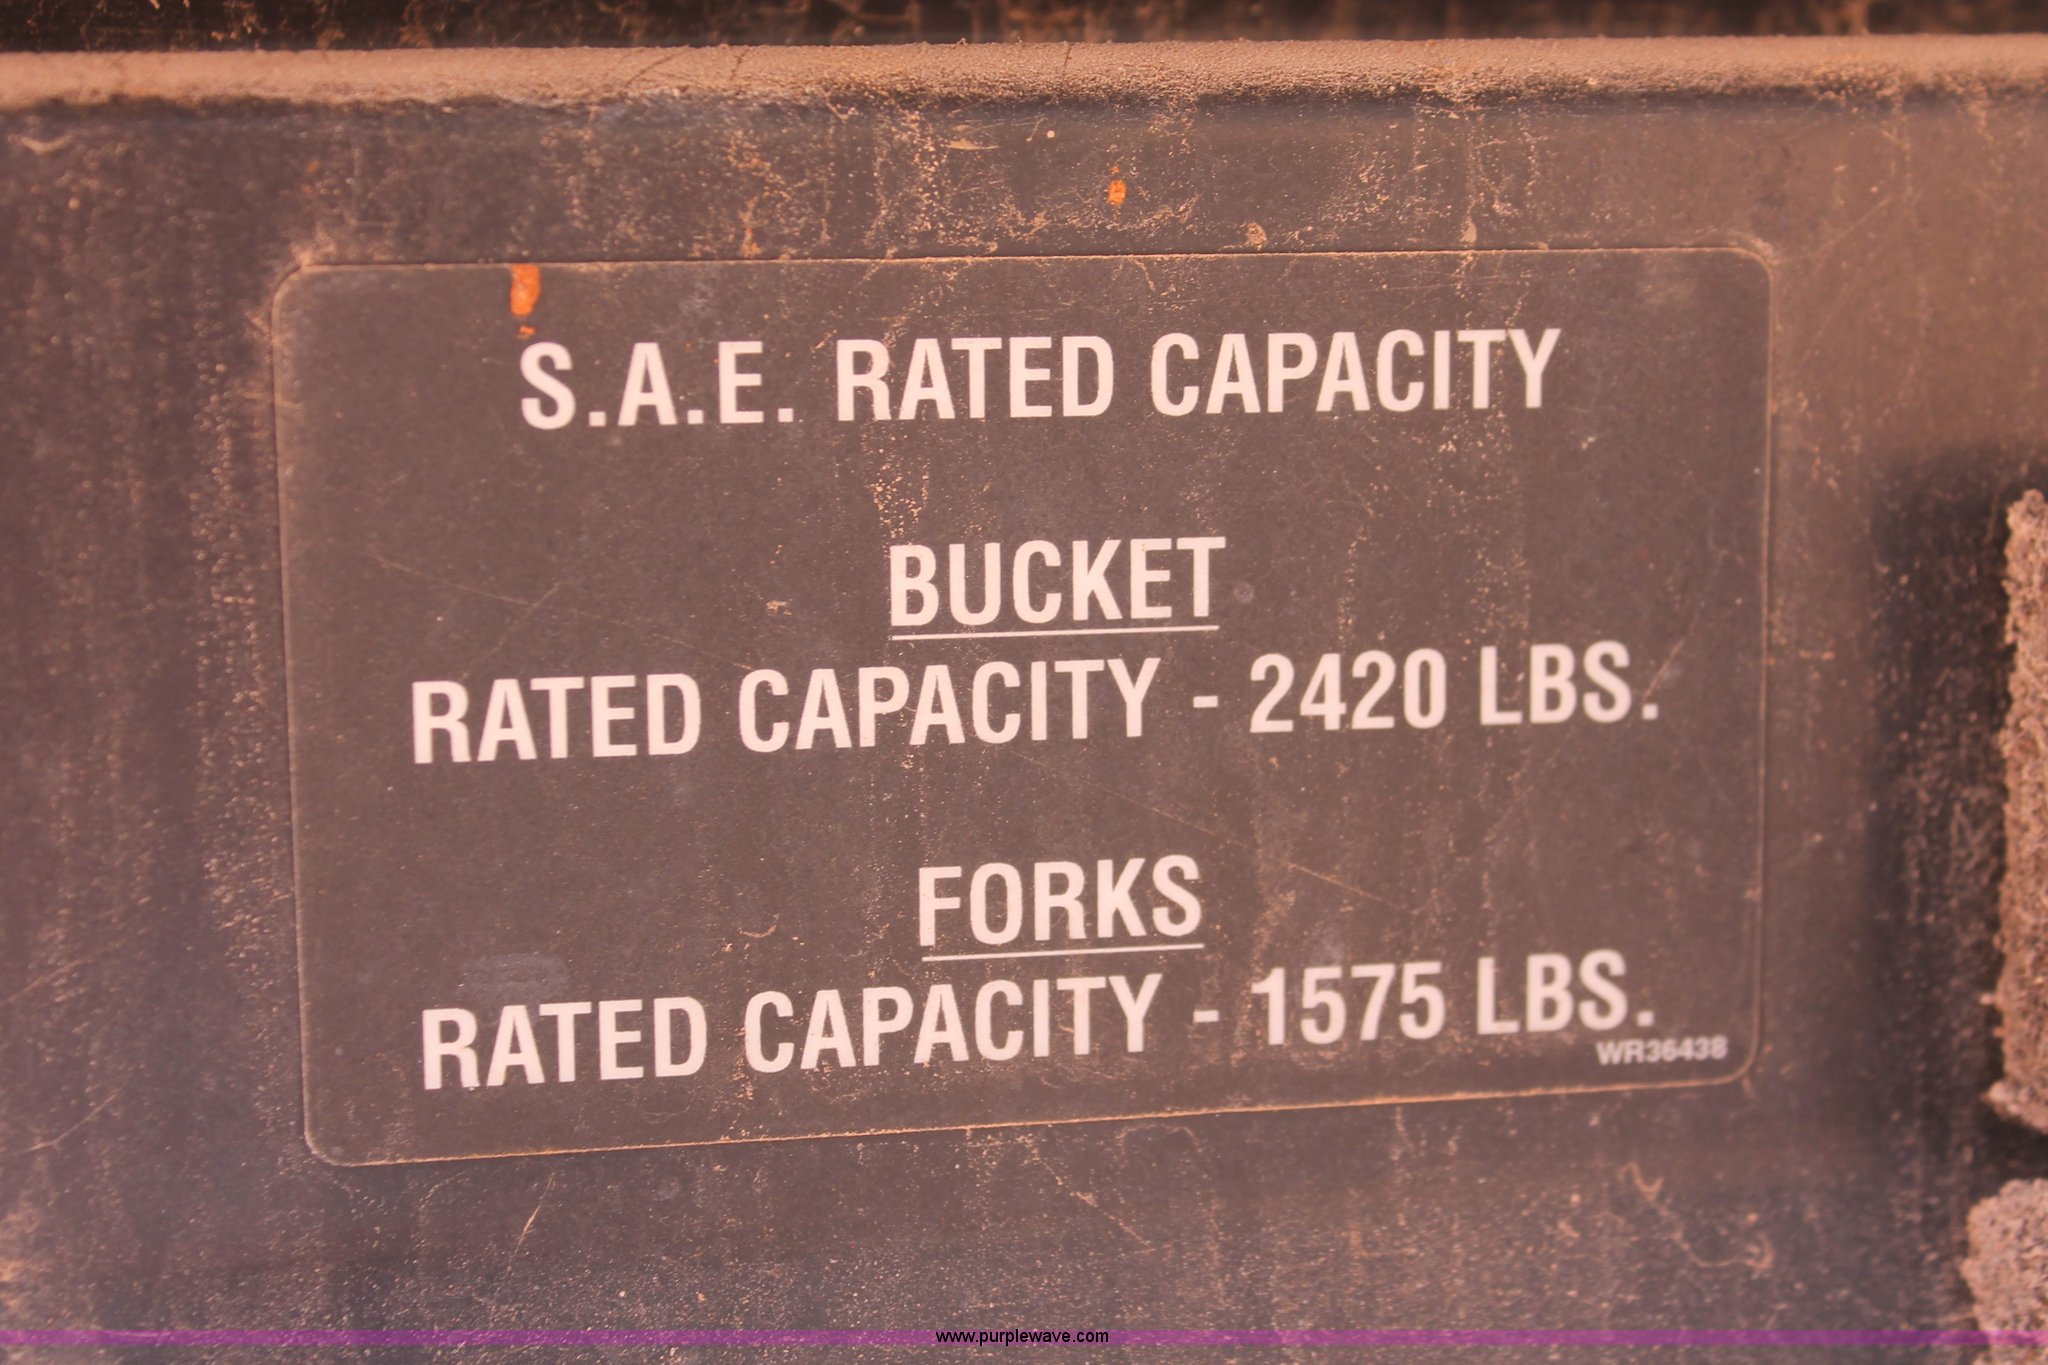 S.A.E. RATED CAPACITY
BUCKET
RATED CAPACITY - 2420 LBS.
FORKS
RATED CAPACITY - 1575 LBS.
WR36438
www.purplewave.com